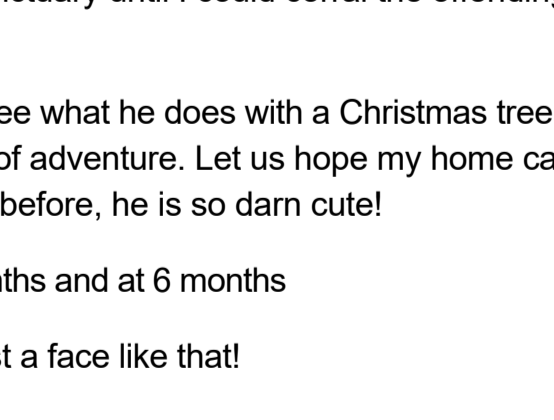 ee what he does with a Christmas tree
of adventure. Let us hope my home ca
before, he is so darn cute!
ths and at 6 months
t a face like that!